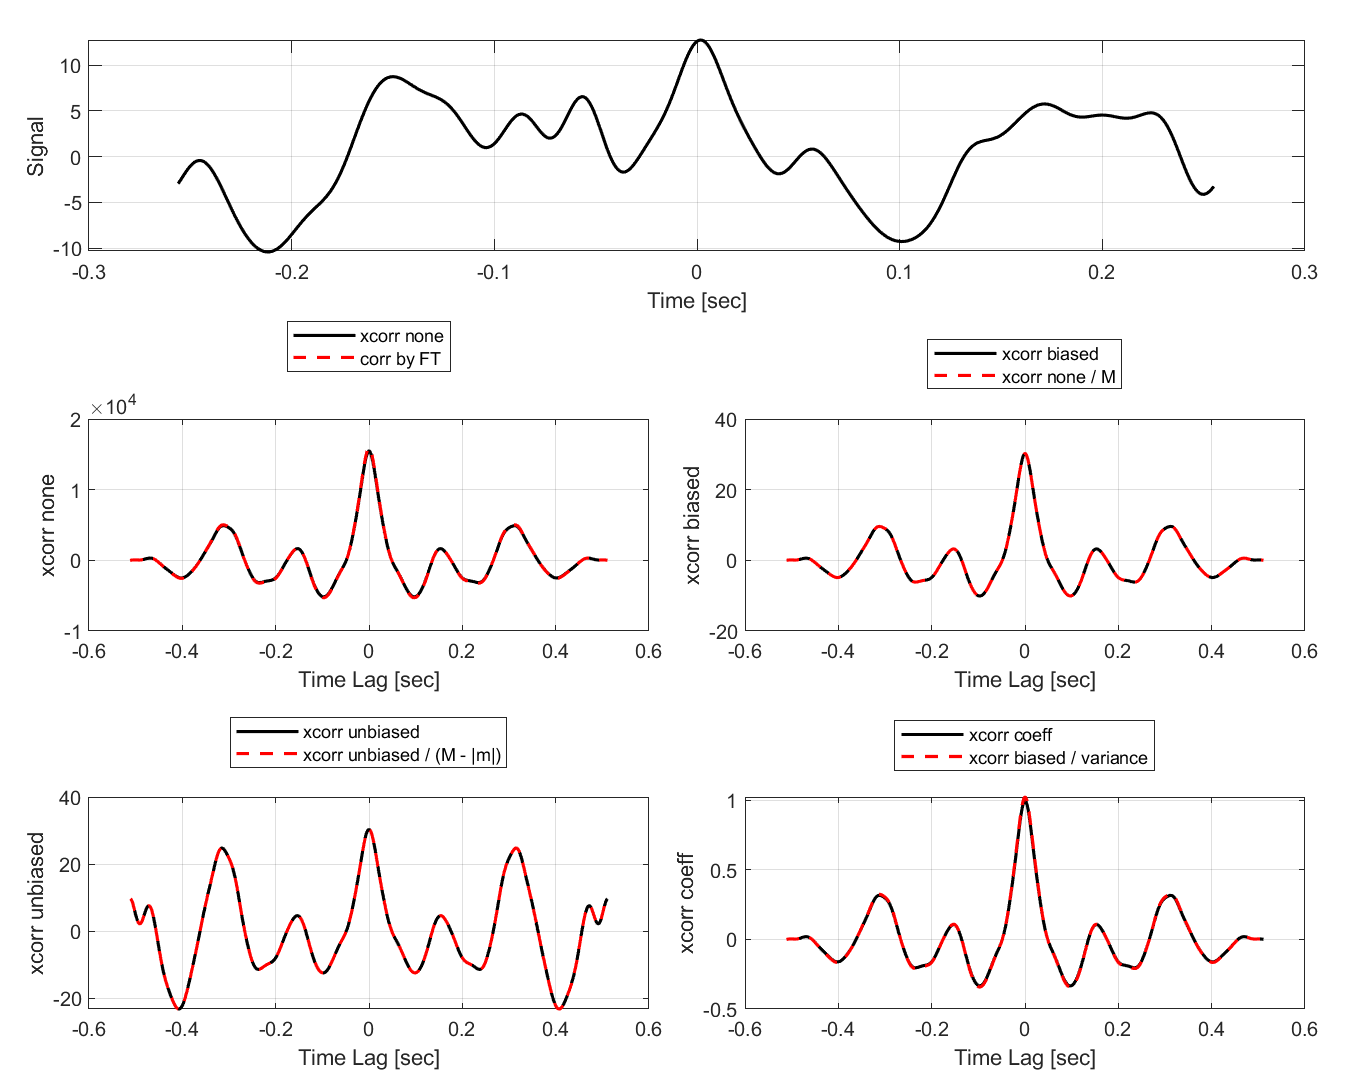 10
5
0
-5
-10
Signal
-0.3 -0.2 -0.1 0 0.1 0.2 0.3
Time [sec]
xcorr none
corr by FT
×10^4
2
1
0
-1
xcorr none
-0.6 -0.4 -0.2 0 0.2 0.4 0.6
Time Lag [sec]
xcorr biased
xcorr none / M
40
20
0
-20
xcorr biased
-0.6 -0.4 -0.2 0 0.2 0.4 0.6
Time Lag [sec]
xcorr unbiased
xcorr unbiased / (M - |m|)
40
20
0
-20
xcorr unbiased
-0.6 -0.4 -0.2 0 0.2 0.4 0.6
Time Lag [sec]
xcorr coeff
xcorr biased / variance
1
0.5
0
-0.5
xcorr coeff
-0.6 -0.4 -0.2 0 0.2 0.4 0.6
Time Lag [sec]